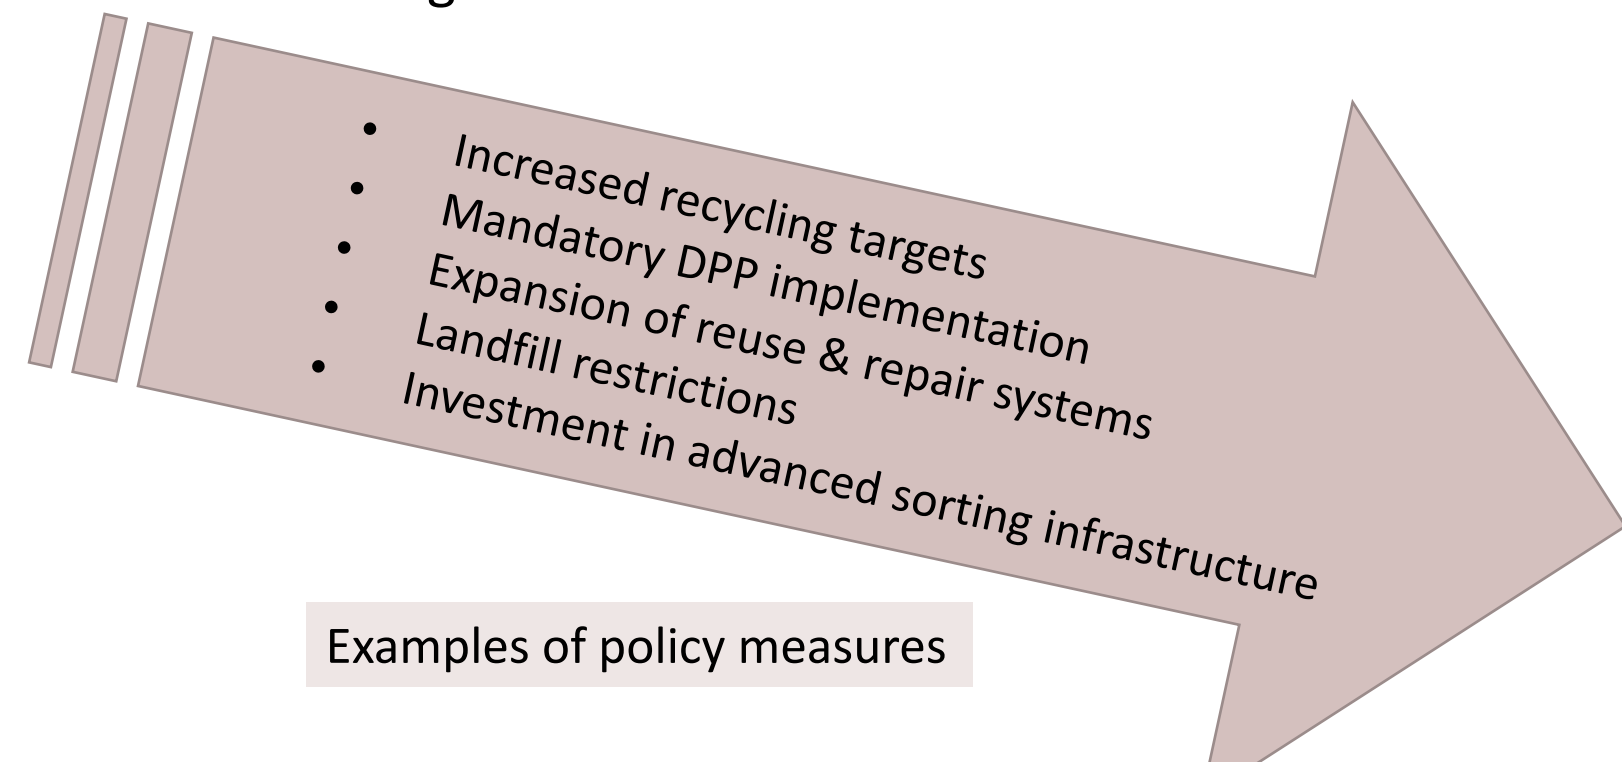 • Increased recycling targets
• Mandatory DPP implementation
• Expansion of reuse & repair systems
• Landfill restrictions
• Investment in advanced sorting infrastructure
Examples of policy measures